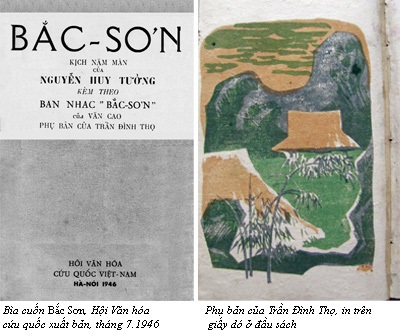 BẮC-SƠN
KỊCH NĂM MÀN
CỦA
NGUYỄN HUY TƯỞNG
KÈM THEO
BAN NHẠC "BẮC-SƠN"
của VĂN CAO
PHỤ BẢN CỦA TRẦN ĐÌNH THỌ
HỘI VĂN HÓA
CỨU QUỐC VIỆT-NAM
HÀ-NỘI 1946
Bìa cuốn Bắc Sơn, Hội Văn hóa
cứu quốc xuất bản, tháng 7.1946
Phụ bản của Trần Đình Thọ, in trên
giấy dó ở đầu sách